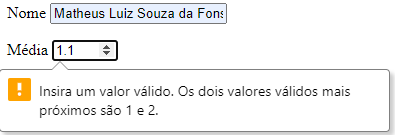 Nome Matheus Luiz Souza da Fons
Média 1.1
! Insira um valor válido. Os dois valores válidos mais
próximos são 1 e 2.